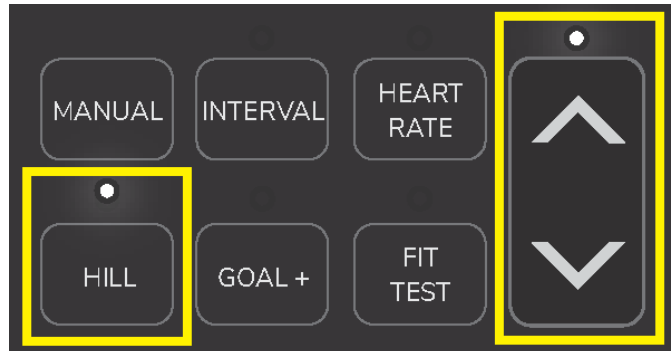 MANUAL
INTERVAL
HEART
RATE
HILL
GOAL +
FIT
TEST